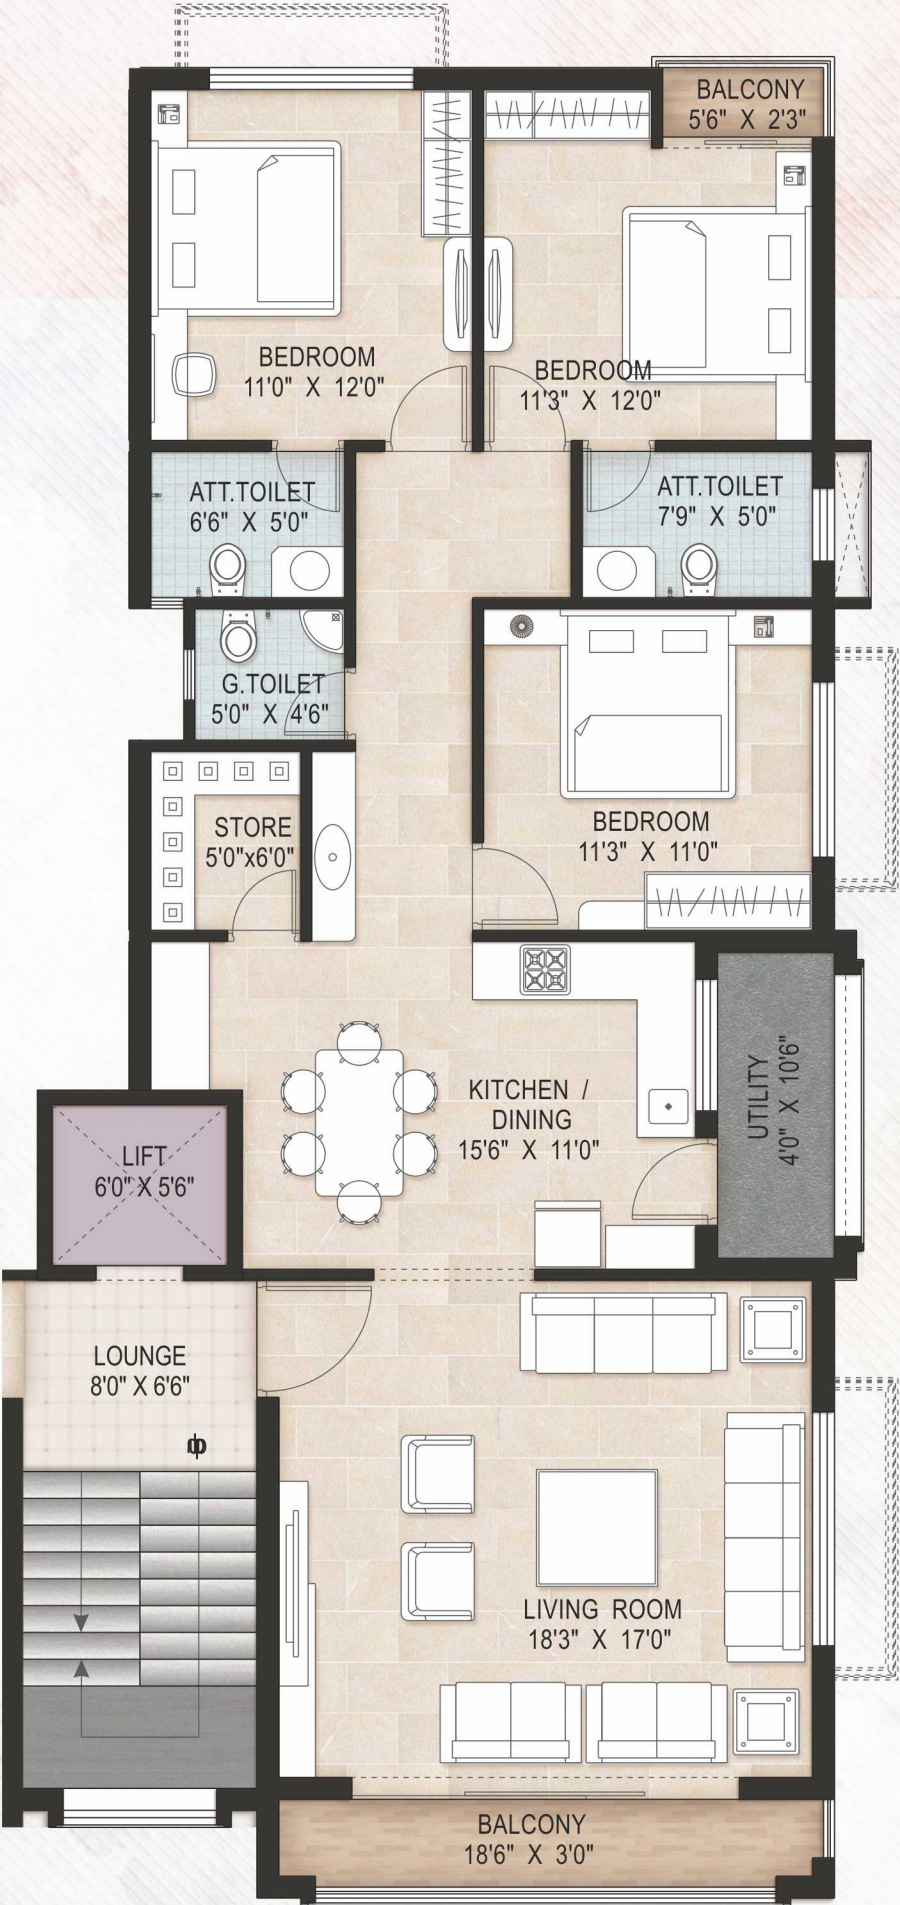 BALCONY
5'6" X 2'3"
BEDROOM
11'0" X 12'0"
BEDROOM
11'3" X 12'0"
ATT.TOILET
6'6" X 5'0"
ATT.TOILET
7'9" X 5'0"
G.TOILET
5'0" X 4'6"
STORE
5'0"x6'0"
BEDROOM
11'3" X 11'0"
KITCHEN /
DINING
15'6" X 11'0"
UTILITY
4'0" X 10'6"
LIFT
6'0" X 5'6"
LOUNGE
8'0" X 6'6"
LIVING ROOM
18'3" X 17'0"
BALCONY
18'6" X 3'0"